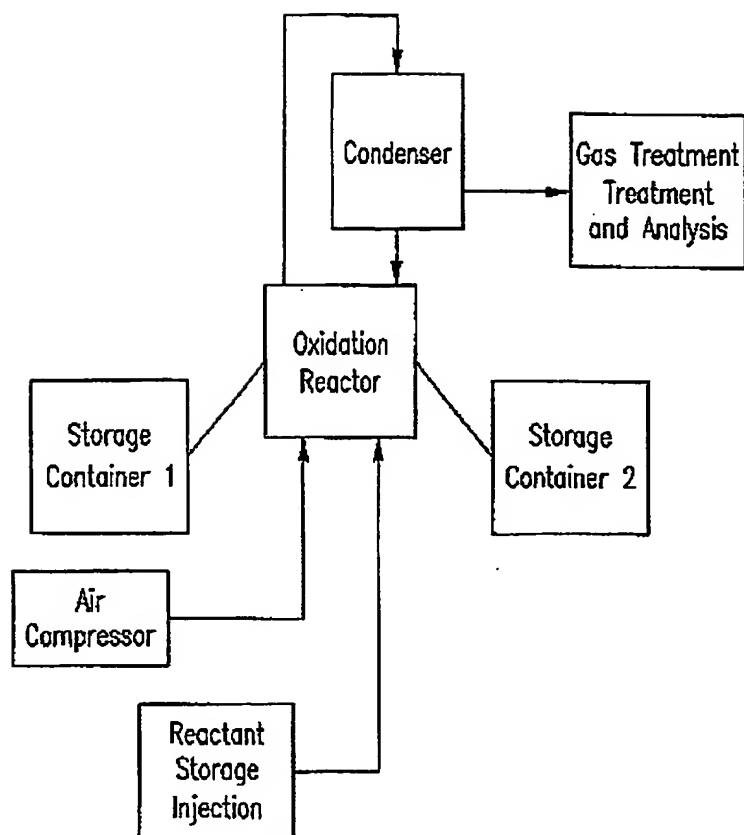 Condenser
Gas Treatment
Treatment
and Analysis
Oxidation
Reactor
Storage
Container 1
Storage
Container 2
Air
Compressor
Reactant
Storage
Injection